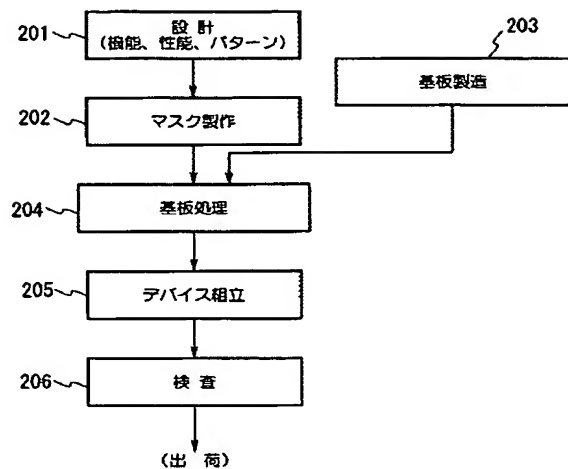 201
設 計
(機能、性能、パターン)
203
基板製造
202
マスク製作
204
基板処理
205
デバイス組立
206
検 査
(出 荷)